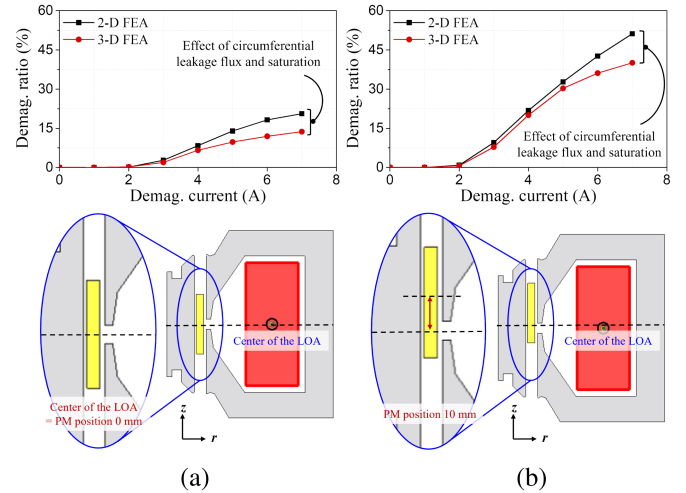 60
45
30
15
0
Demag. ratio (%)
2-D FEA
3-D FEA
Effect of circumferential
leakage flux and saturation
0 2 4 6 8
Demag. current (A)
60
45
30
15
0
Demag. ratio (%)
2-D FEA
3-D FEA
Effect of circumferential
leakage flux and saturation
0 2 4 6 8
Demag. current (A)
Center of the LOA
Center of the LOA
= PM position 0 mm
z
r
(a)
Center of the LOA
PM position 10 mm
z
r
(b)